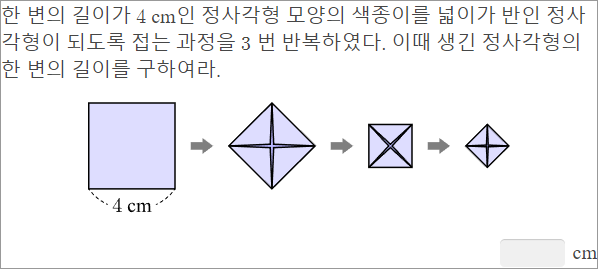 한 변의 길이가 4 cm인 정사각형 모양의 색종이를 넓이가 반인 정사
각형이 되도록 접는 과정을 3 번 반복하였다. 이때 생긴 정사각형의
한 변의 길이를 구하여라.
4 cm
cm